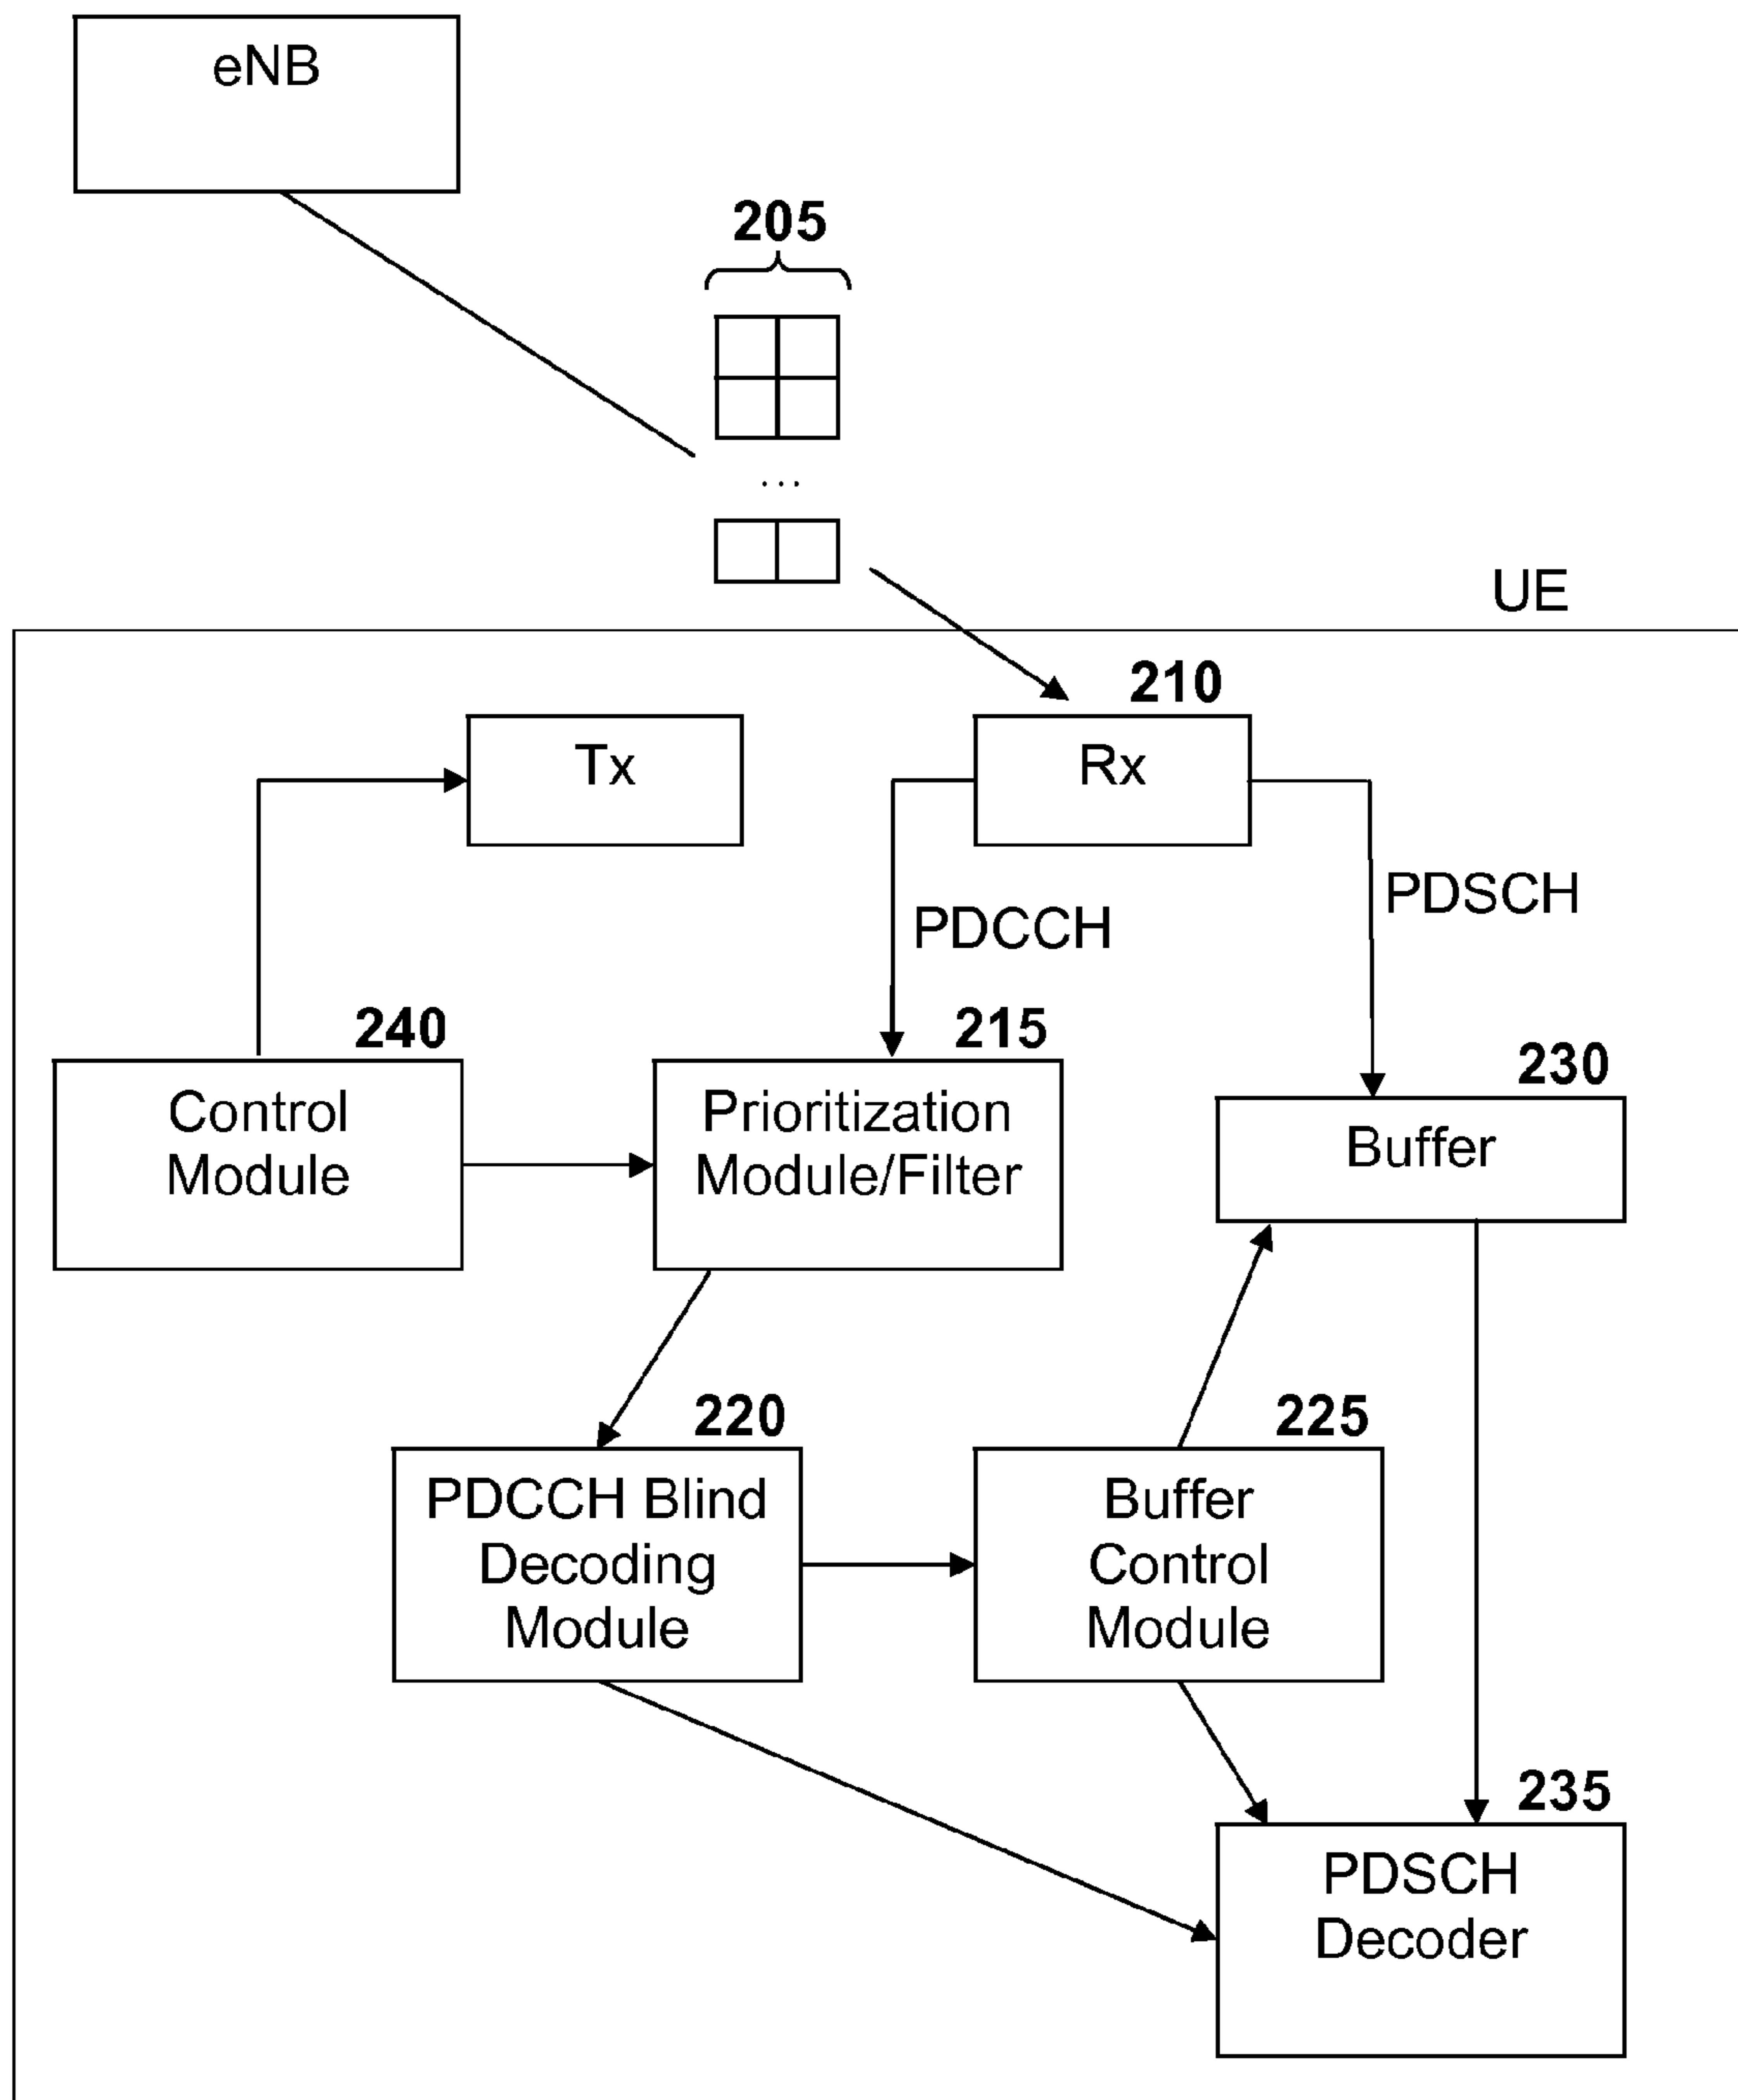 eNB
205
...
UE
210
Tx
Rx
PDCCH
PDSCH
240
Control
Module
215
Prioritization
Module/Filter
230
Buffer
220
PDCCH Blind
Decoding
Module
225
Buffer
Control
Module
235
PDSCH
Decoder